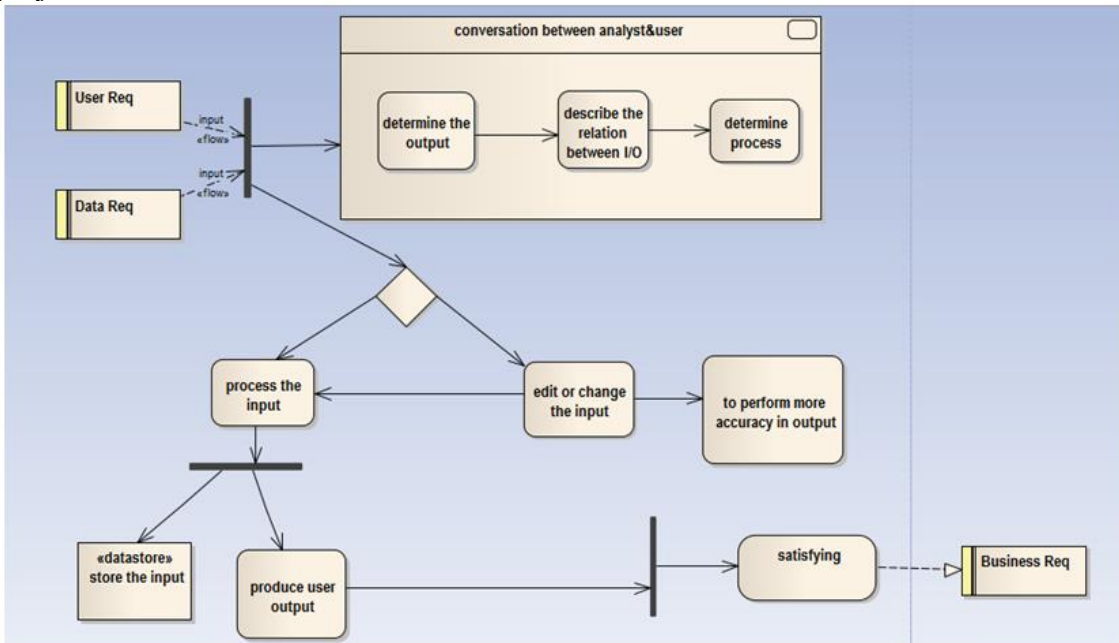 conversation between analyst&user
User Req
input
«flow»
determine the
output
describe the
relation
between I/O
determine
process
input
«flow»
Data Req
process the
input
edit or change
the input
to perform more
accuracy in output
«datastore»
store the input
produce user
output
satisfying
Business Req